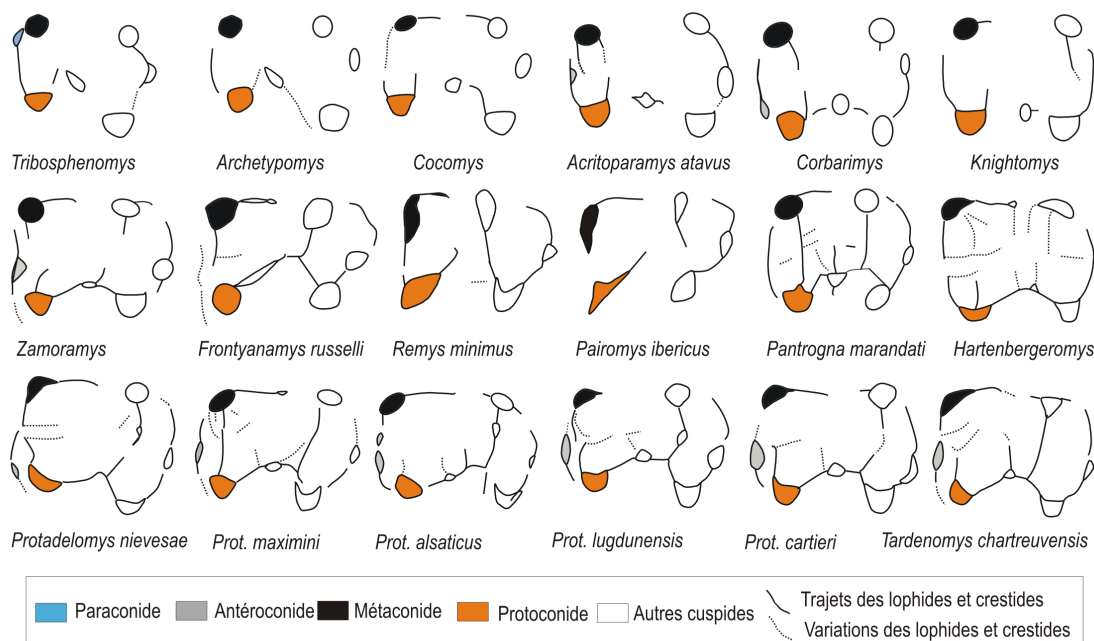 Tribosphenomys Archetypomys Cocomys Acritoparamys atavus Corbarimys Knightomys
Zamoramys Frontyanamys russelli Remys minimus Pairomys ibericus Pantrogna marandati Hartenbergeromys
Protadelomys nievesae Prot. maximini Prot. alsaticus Prot. lugdunensis Prot. cartieri Tardenomys chartreuvensis
Paraconide Antéroconide Métaconide Protoconide Autres cuspides Trajets des lophides et crestides
Variations des lophides et crestides